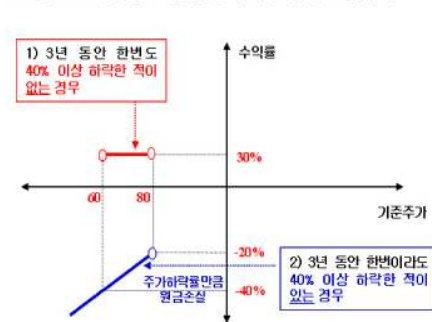 1) 3년 동안 한번도
40% 이상 하락한 적이
없는 경우
수익률
30%
60
80
기준주가
-20%
주가하락률만큼
원금손실
-40%
2) 3년 동안 한번이라도
40% 이상 하락한 적이
있는 경우